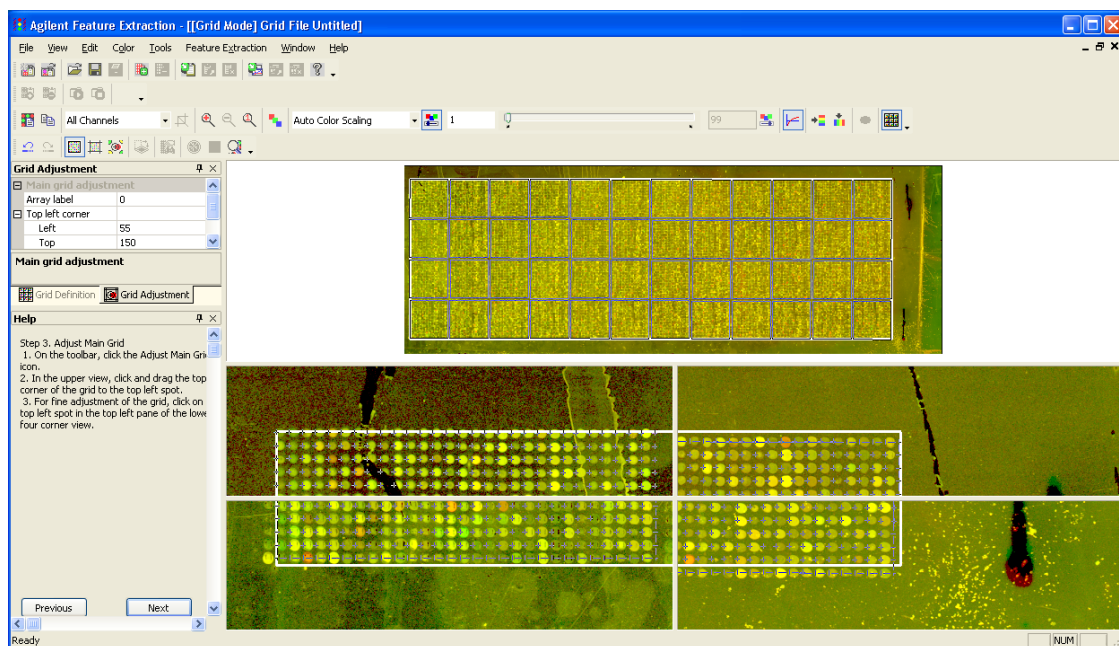 Agilent Feature Extraction - [[Grid Mode] Grid File Untitled]
File View Edit Color Tools Feature Extraction Window Help
All Channels
Auto Color Scaling
1
99
Grid Adjustment
Main grid adjustment
Array label 0
Top left corner
Left 55
Top 150
Main grid adjustment
Grid Definition Grid Adjustment
Help
Step 3. Adjust Main Grid
1. On the toolbar, click the Adjust Main Gri
icon.
2. In the upper view, click and drag the top
corner of the grid to the top left spot.
3. For fine adjustment of the grid, click on
top left spot in the top left pane of the lowe
four corner view.
Previous Next
Ready
NUM